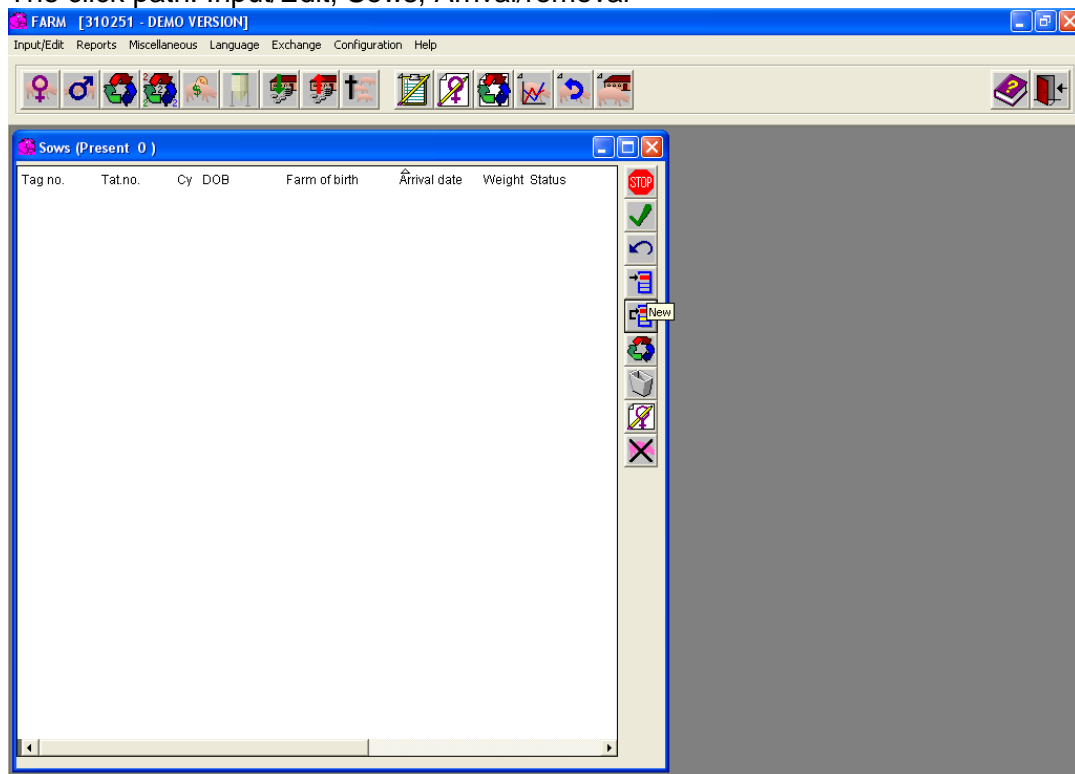 The click path: Input/Edit, Sows, Arrival/removal
FARM [310251 - DEMO VERSION]
Input/Edit Reports Miscellaneous Language Exchange Configuration Help
Sows (Present 0 )
Tag no. Tat.no. Cy DOB Farm of birth Arrival date Weight Status
STOP
New